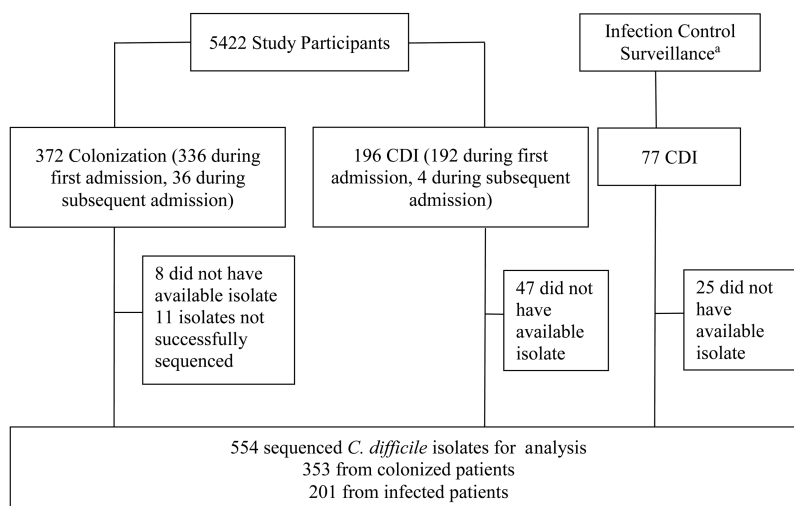 5422 Study Participants
Infection Control
Surveillanceᵃ
372 Colonization (336 during
first admission, 36 during
subsequent admission)
196 CDI (192 during first
admission, 4 during subsequent
admission)
77 CDI
8 did not have
available isolate
11 isolates not
successfully
sequenced
47 did not
have
available
isolate
25 did not
have
available
isolate
554 sequenced C. difficile isolates for analysis
353 from colonized patients
201 from infected patients